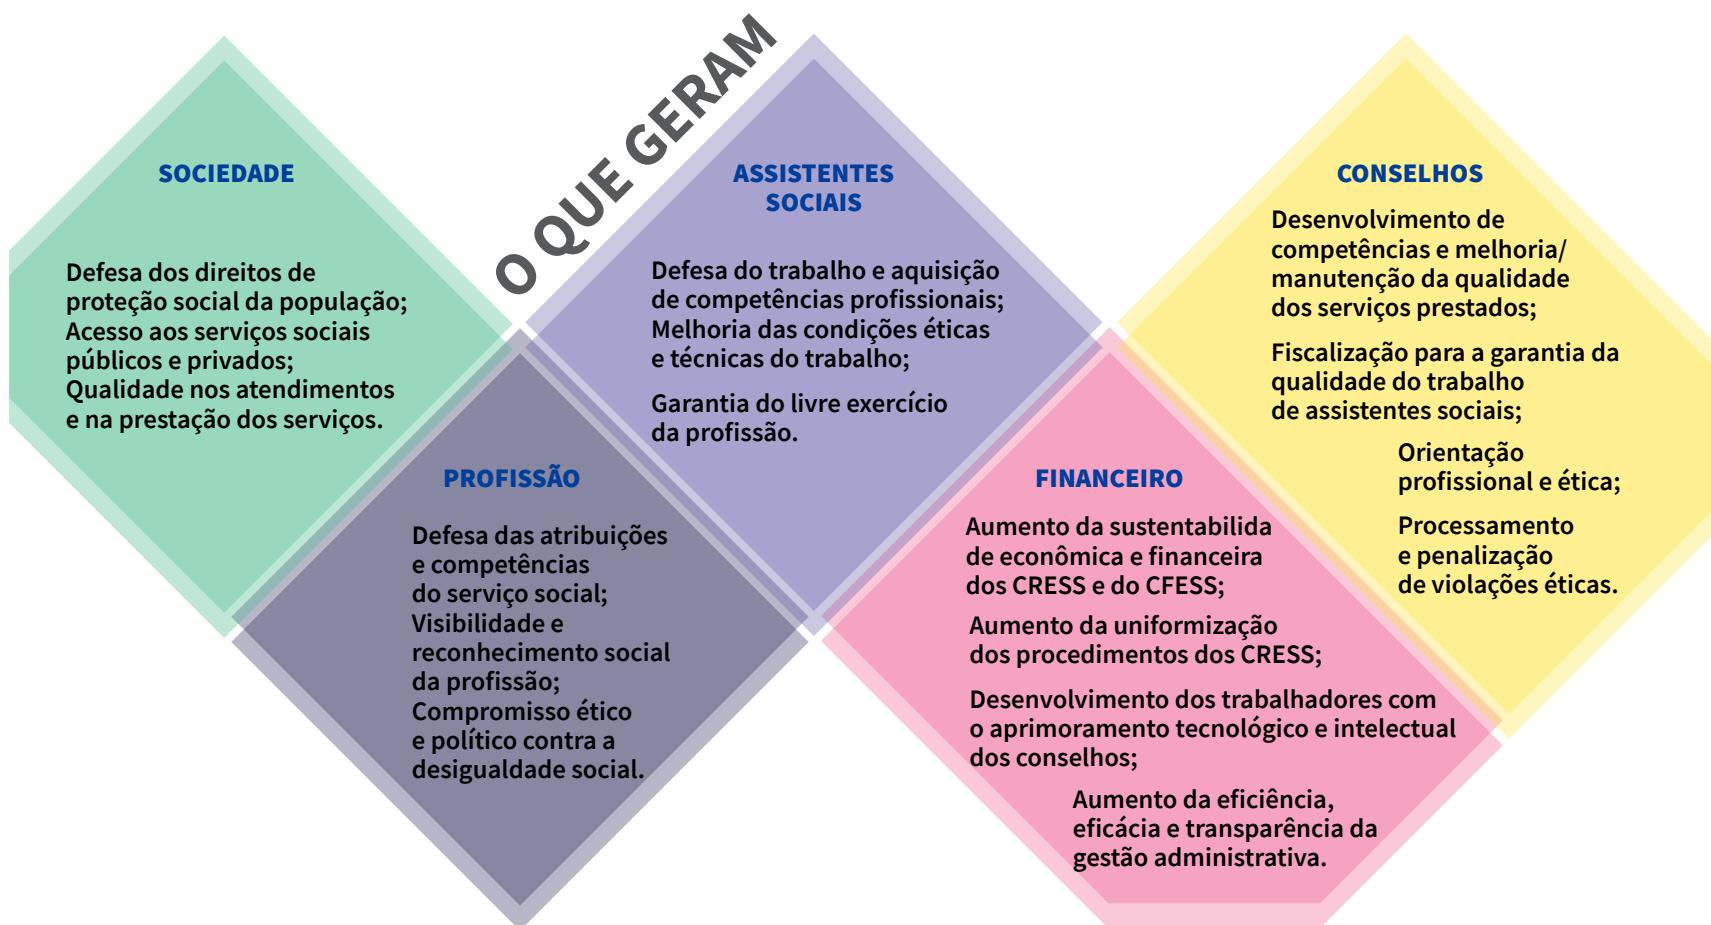 O QUE GERAM
SOCIEDADE
Defesa dos direitos de
proteção social da população;
Acesso aos serviços sociais
públicos e privados;
Qualidade nos atendimentos
e na prestação dos serviços.
PROFISSÃO
Defesa das atribuições
e competências
do serviço social;
Visibilidade e
reconhecimento social
da profissão;
Compromisso ético
e político contra a
desigualdade social.
ASSISTENTES
SOCIAIS
Defesa do trabalho e aquisição
de competências profissionais;
Melhoria das condições éticas
e técnicas do trabalho;
Garantia do livre exercício
da profissão.
FINANCEIRO
Aumento da sustentabilida
de econômica e financeira
dos CRESS e do CFESS;
Aumento da uniformização
dos procedimentos dos CRESS;
Desenvolvimento dos trabalhadores com
o aprimoramento tecnológico e intelectual
dos conselhos;
Aumento da eficiência,
eficácia e transparência da
gestão administrativa.
CONSELHOS
Desenvolvimento de
competências e melhoria/
manutenção da qualidade
dos serviços prestados;
Fiscalização para a garantia da
qualidade do trabalho
de assistentes sociais;
Orientação
profissional e ética;
Processamento
e penalização
de violações éticas.